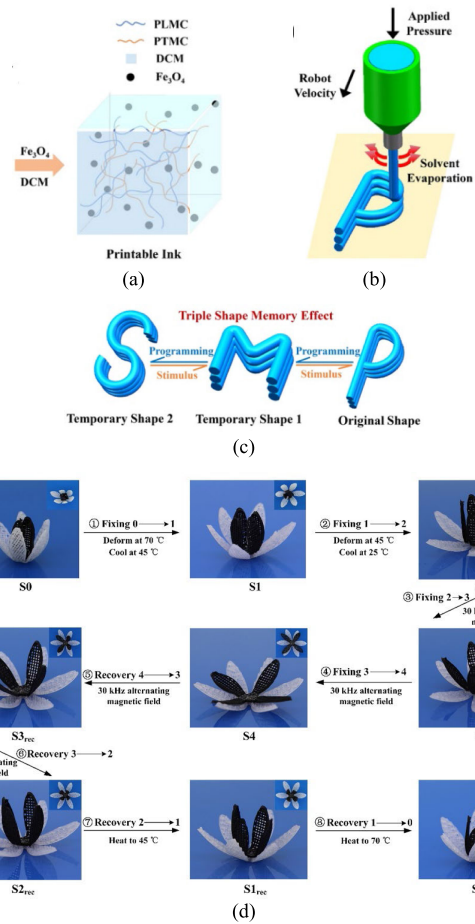 PLMC
PTMC
DCM
Fe₃O₄
Fe₃O₄
DCM
Printable Ink
(a)
b)
Applied
Pressure
Robot
Velocity
Solvent
Evaporation
(b)
Triple Shape Memory Effect
Programming
Stimulus
Programming
Stimulus
Temporary Shape 2
Temporary Shape 1
Original Shape
(c)
① Fixing 0→1
Deform at 70 ℃
Cool at 45 ℃
② Fixing 1→2
Deform at 45 ℃
Cool at 25 ℃
S0
S1
③ Fixing 2→3
30 k
⑤ Recovery 4→3
30 kHz alternating
magnetic field
④ Fixing 3→4
30 kHz alternating
magnetic field
S3rec
S4
⑥ Recovery 3→2
ating
eld
⑦ Recovery 2→1
Heat to 45 ℃
⑧ Recovery 1→0
Heat to 70 ℃
S2rec
S1rec
S
(d)